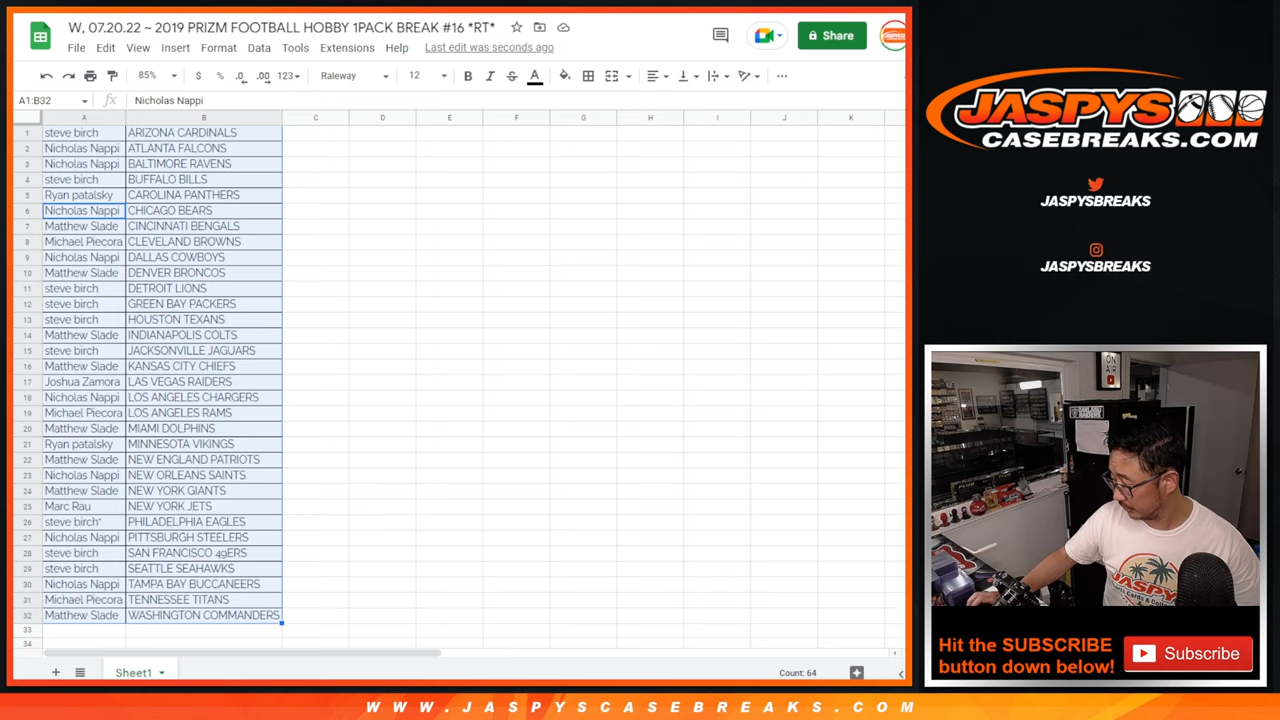 W, 07.20.22 ~ 2019 PRIZM FOOTBALL HOBBY 1PACK BREAK #16 *RT*
Share
File Edit View Insert Format Data Tools Extensions Help Last edit was seconds ago
85% $ % .0 .00 123 Raleway 12 B I S A
A1:B32 fx Nicholas Nappi
A B C D E F G H I J K
1 steve birch ARIZONA CARDINALS
2 Nicholas Nappi ATLANTA FALCONS
3 Nicholas Nappi BALTIMORE RAVENS
4 steve birch BUFFALO BILLS
5 Ryan patalsky CAROLINA PANTHERS
6 Nicholas Nappi CHICAGO BEARS
7 Matthew Slade CINCINNATI BENGALS
8 Michael Piecora CLEVELAND BROWNS
9 Nicholas Nappi DALLAS COWBOYS
10 Matthew Slade DENVER BRONCOS
11 steve birch DETROIT LIONS
12 steve birch GREEN BAY PACKERS
13 steve birch HOUSTON TEXANS
14 Matthew Slade INDIANAPOLIS COLTS
15 steve birch JACKSONVILLE JAGUARS
16 Matthew Slade KANSAS CITY CHIEFS
17 Joshua Zamora LAS VEGAS RAIDERS
18 Nicholas Nappi LOS ANGELES CHARGERS
19 Michael Piecora LOS ANGELES RAMS
20 Matthew Slade MIAMI DOLPHINS
21 Ryan patalsky MINNESOTA VIKINGS
22 Matthew Slade NEW ENGLAND PATRIOTS
23 Nicholas Nappi NEW ORLEANS SAINTS
24 Matthew Slade NEW YORK GIANTS
25 Marc Rau NEW YORK JETS
26 steve birch* PHILADELPHIA EAGLES
27 Nicholas Nappi PITTSBURGH STEELERS
28 steve birch SAN FRANCISCO 49ERS
29 steve birch SEATTLE SEAHAWKS
30 Nicholas Nappi TAMPA BAY BUCCANEERS
31 Michael Piecora TENNESSEE TITANS
32 Matthew Slade WASHINGTON COMMANDERS
33
34
Sheet1 Count: 64
JASPYS
CASEBREAKS.COM
JASPYSBREAKS
JASPYSBREAKS
ON
AIR
JASPYS
Hit the SUBSCRIBE
button down below!
Subscribe
WWW.JASPYSCASEBREAKS.COM